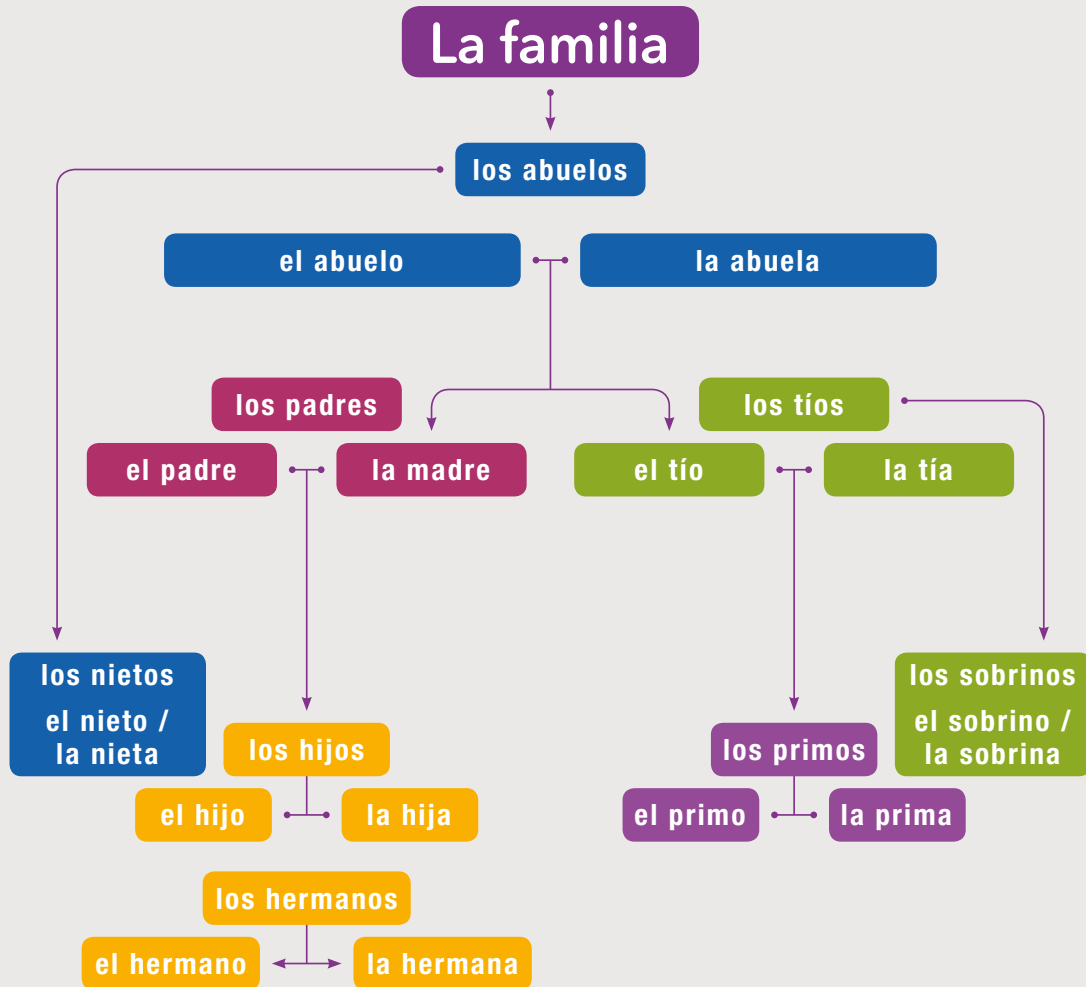 La familia
los abuelos
el abuelo
la abuela
los padres
los tíos
el padre
la madre
el tío
la tía
los nietos
el nieto /
la nieta
los sobrinos
el sobrino /
la sobrina
los hijos
los primos
el hijo
la hija
el primo
la prima
los hermanos
el hermano
la hermana